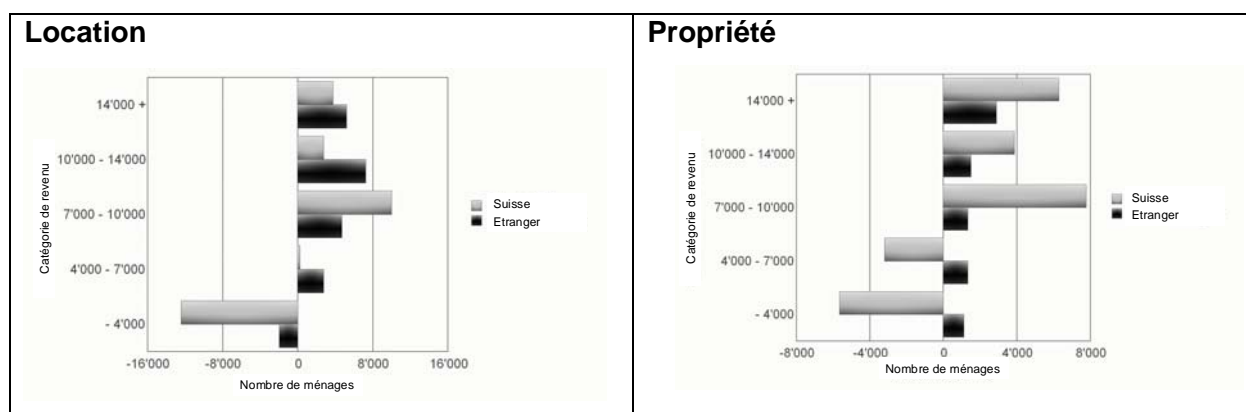 Location
14'000 +
10'000 - 14'000
7'000 - 10'000
4'000 - 7'000
- 4'000
Catégorie de revenu
-16'000 -8'000 0 8'000 16'000
Nombre de ménages
Suisse
Etranger
Propriété
14'000 +
10'000 - 14'000
7'000 - 10'000
4'000 - 7'000
- 4'000
Catégorie de revenu
-8'000 -4'000 0 4'000 8'000
Nombre de ménages
Suisse
Etranger